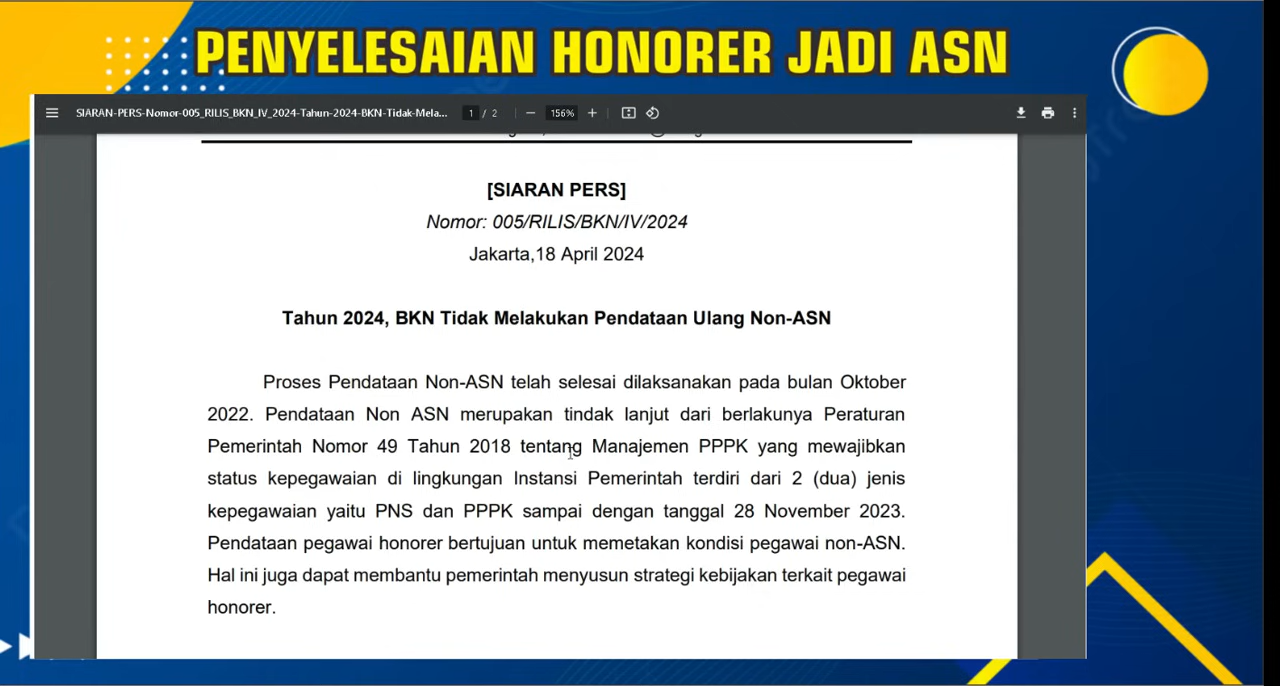 PENYELESAIAN HONORER JADI ASN
SIARAN-PERS-Nomor-005_RILIS_BKN_IV_2024-Tahun-2024-BKN-Tidak-Mela... 1 / 2 156%
[SIARAN PERS]
Nomor: 005/RILIS/BKN/IV/2024
Jakarta,18 April 2024
Tahun 2024, BKN Tidak Melakukan Pendataan Ulang Non-ASN
Proses Pendataan Non-ASN telah selesai dilaksanakan pada bulan Oktober
2022. Pendataan Non ASN merupakan tindak lanjut dari berlakunya Peraturan
Pemerintah Nomor 49 Tahun 2018 tentang Manajemen PPPK yang mewajibkan
status kepegawaian di lingkungan Instansi Pemerintah terdiri dari 2 (dua) jenis
kepegawaian yaitu PNS dan PPPK sampai dengan tanggal 28 November 2023.
Pendataan pegawai honorer bertujuan untuk memetakan kondisi pegawai non-ASN.
Hal ini juga dapat membantu pemerintah menyusun strategi kebijakan terkait pegawai
honorer.